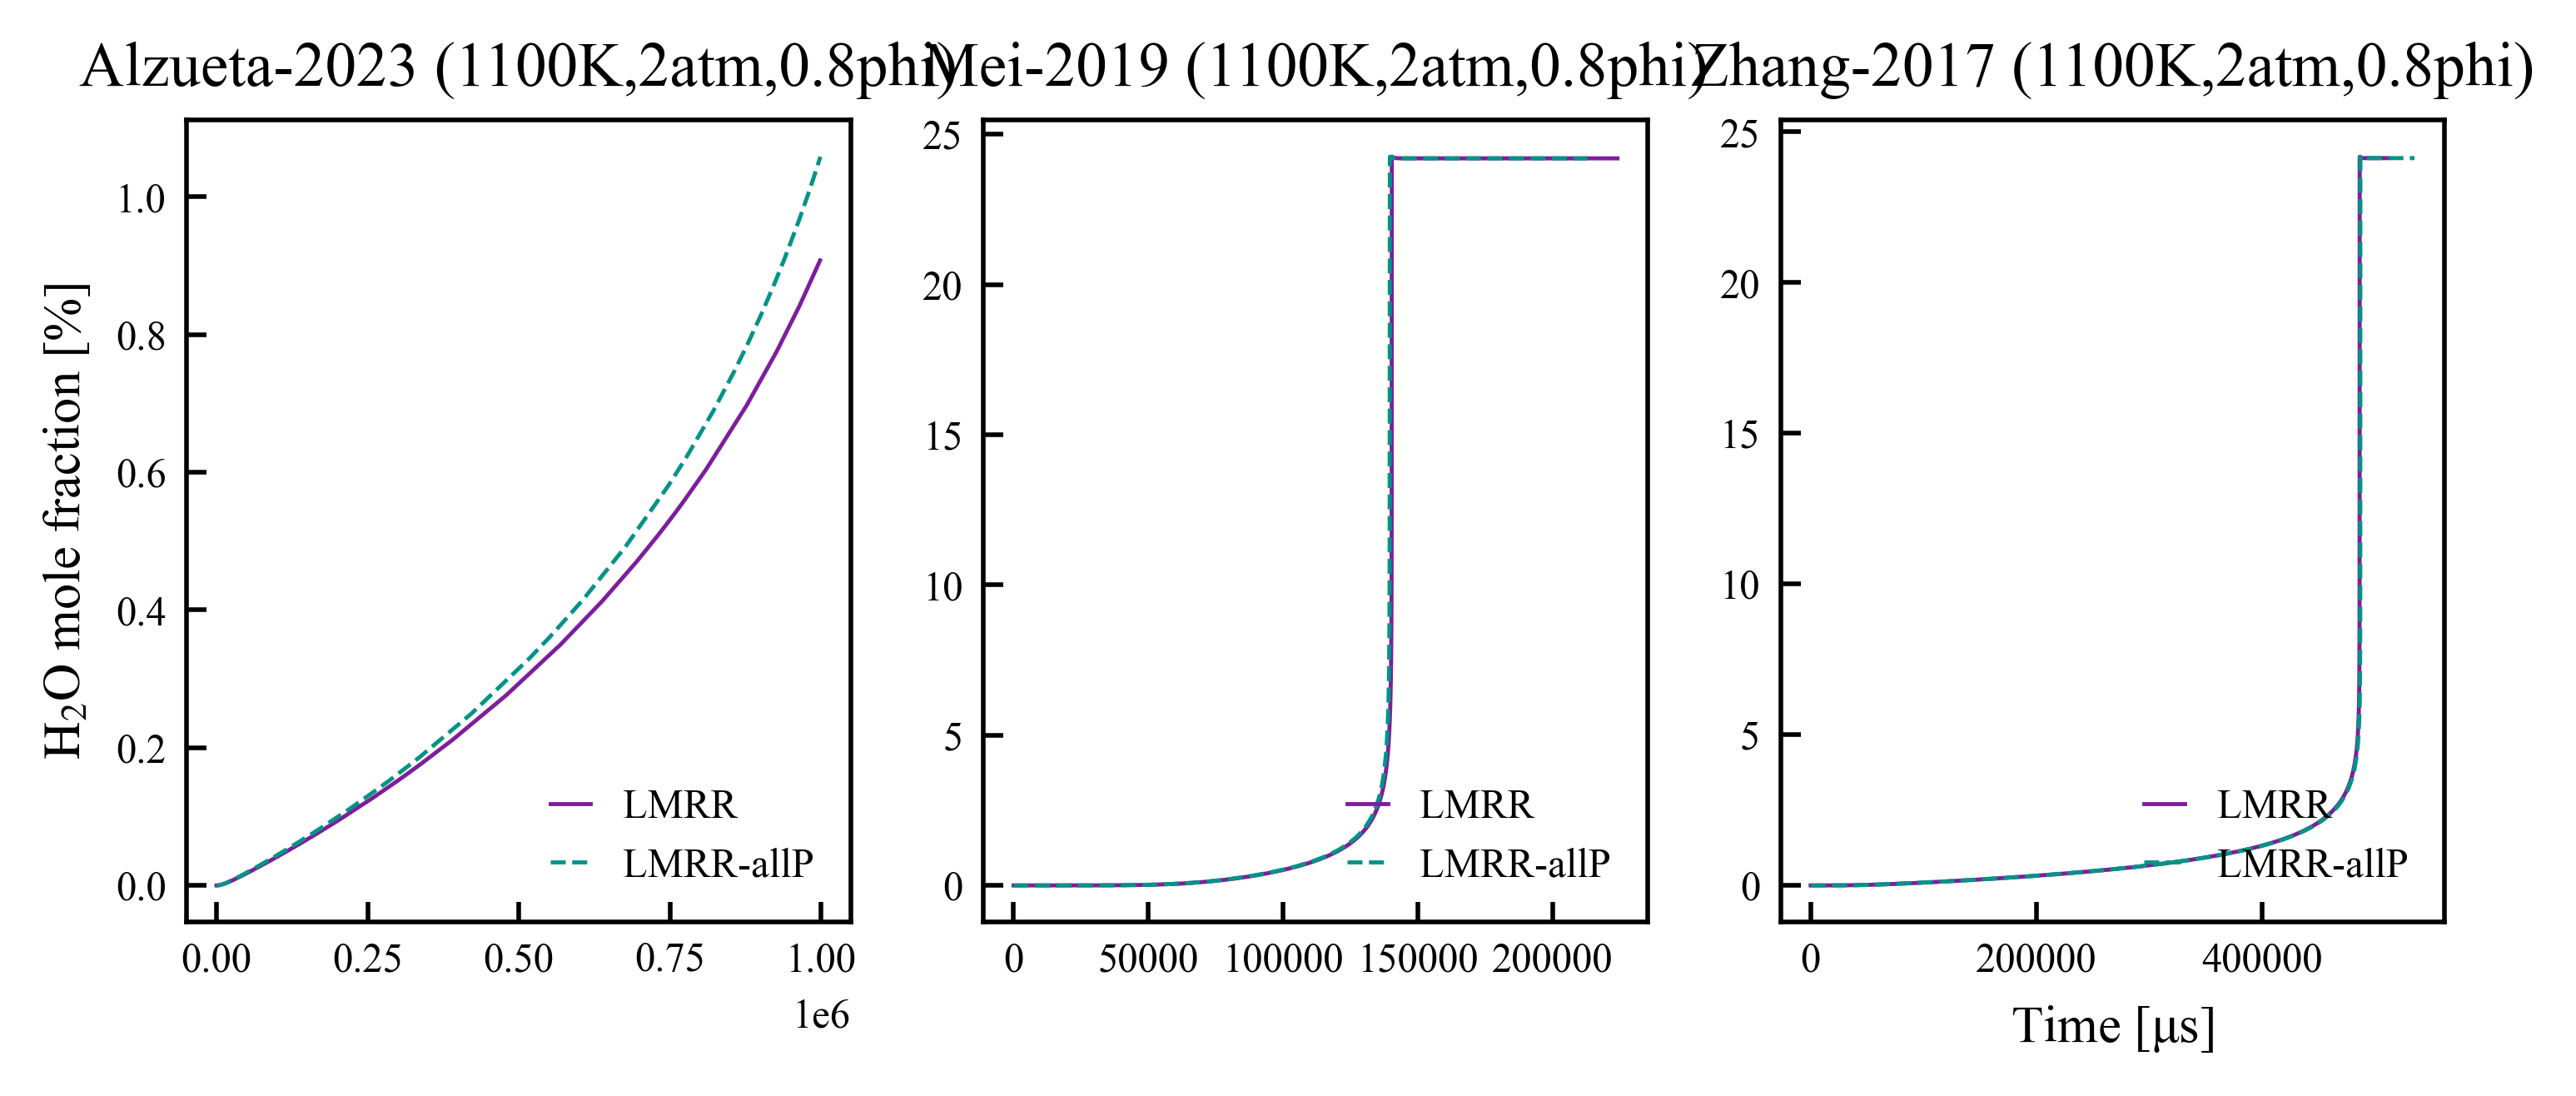 Alzueta-2023 (1100K,2atm,0.8phi)
Mei-2019 (1100K,2atm,0.8phi)
Zhang-2017 (1100K,2atm,0.8phi)
H₂O mole fraction [%]
1.0
0.8
0.6
0.4
0.2
0.0
LMRR
LMRR-allP
0.00 0.25 0.50 0.75 1.00
1e6
25
20
15
10
5
0
LMRR
LMRR-allP
0 50000 100000 150000 200000
25
20
15
10
5
0
LMRR
LMRR-allP
0 200000 400000
Time [μs]